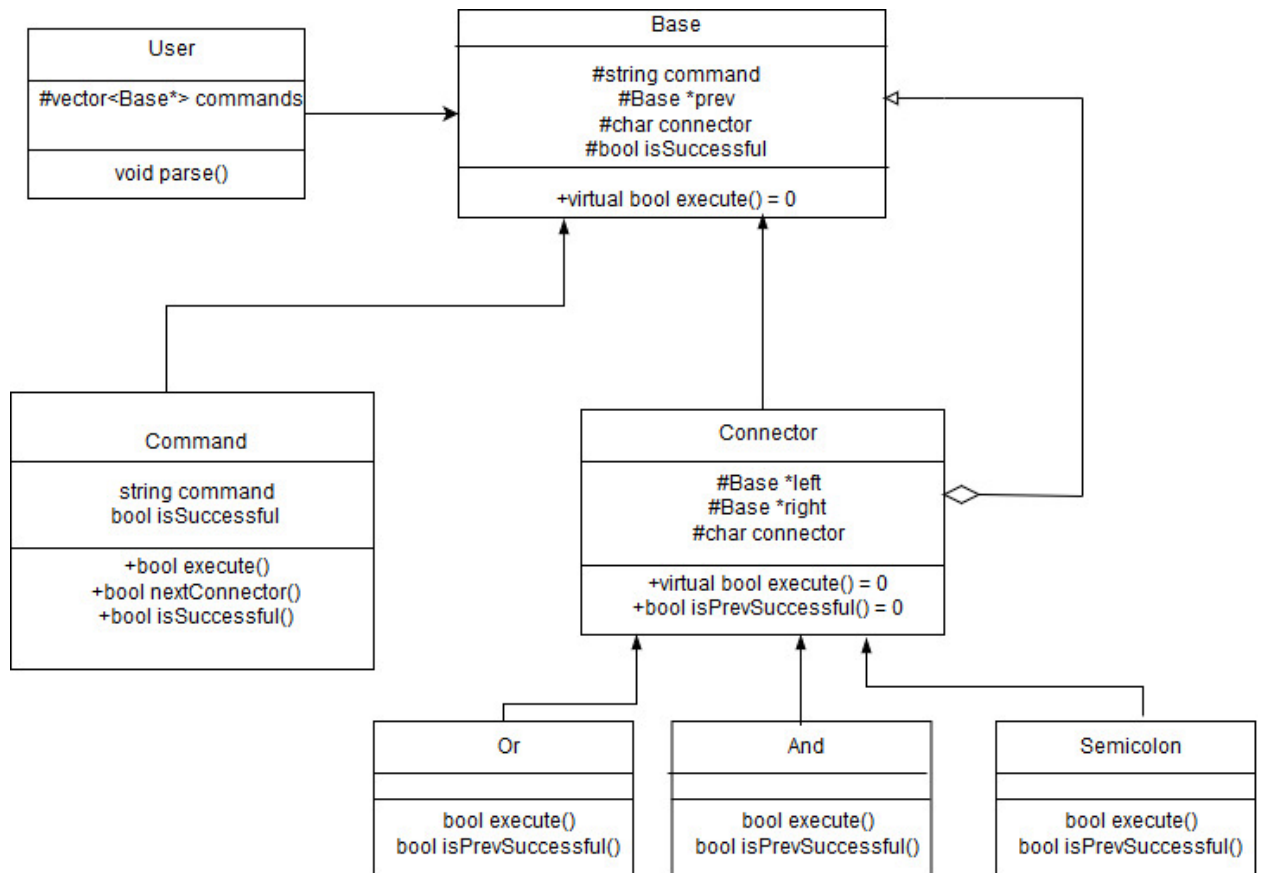 User
#vector<Base*> commands
void parse()
Base
#string command
#Base *prev
#char connector
#bool isSuccessful
+virtual bool execute() = 0
Command
string command
bool isSuccessful
+bool execute()
+bool nextConnector()
+bool isSuccessful()
Connector
#Base *left
#Base *right
#char connector
+virtual bool execute() = 0
+bool isPrevSuccessful() = 0
Or
bool execute()
bool isPrevSuccessful()
And
bool execute()
bool isPrevSuccessful()
Semicolon
bool execute()
bool isPrevSuccessful()